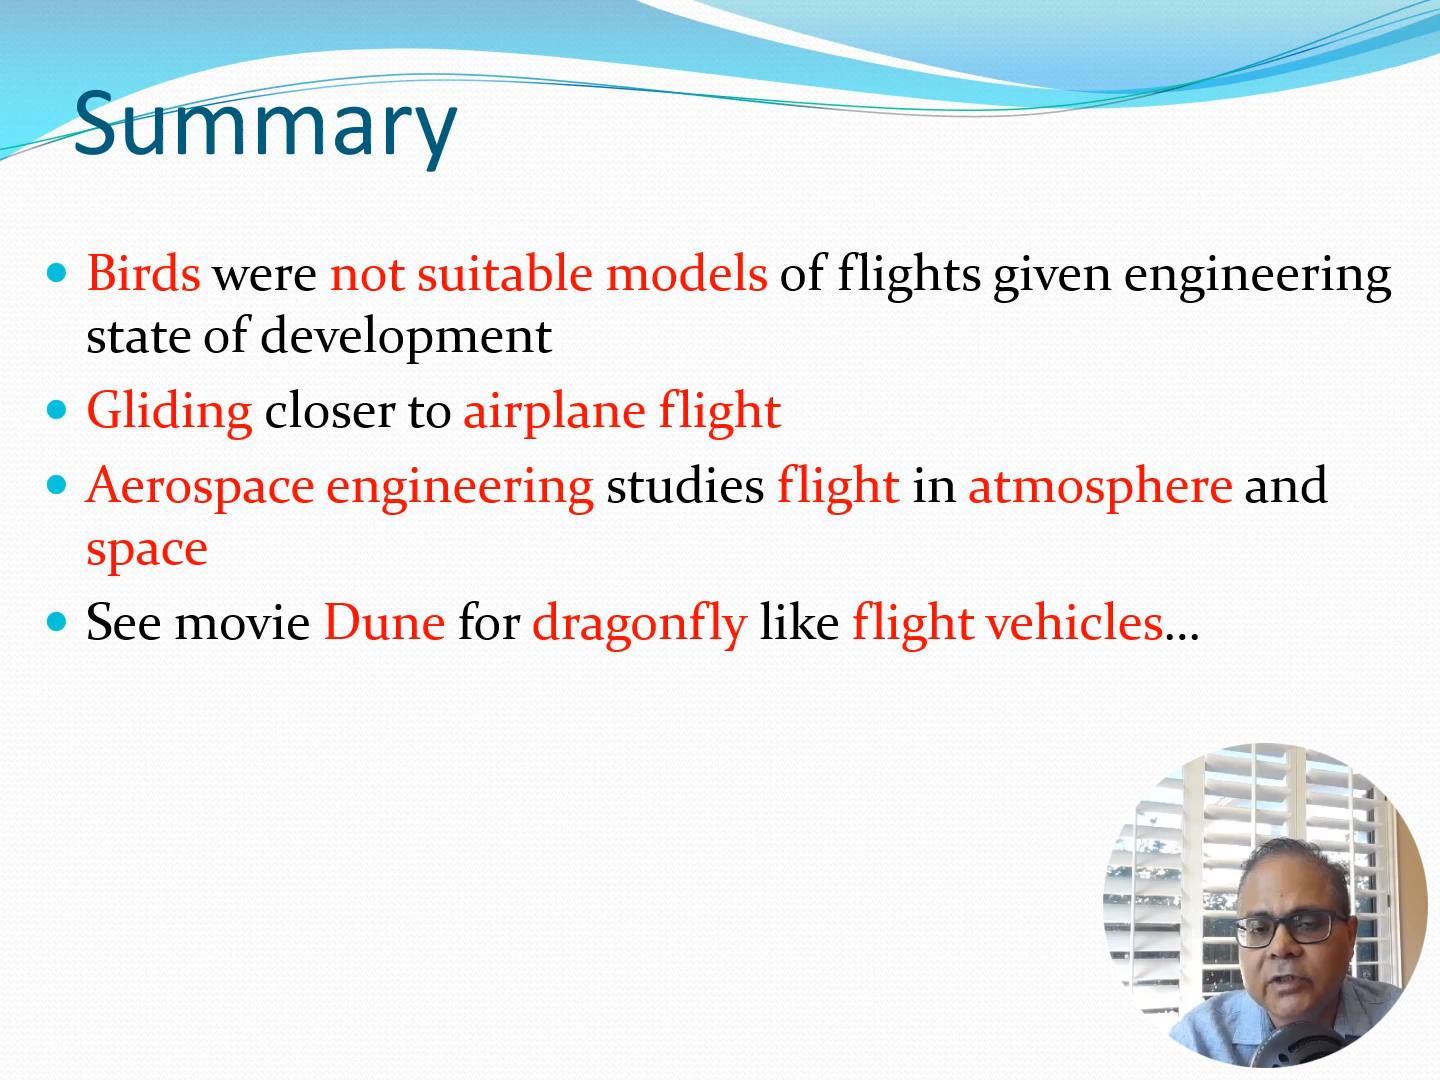 Summary
Birds were not suitable models of flights given engineering
state of development
Gliding closer to airplane flight
Aerospace engineering studies flight in atmosphere and
space
See movie Dune for dragonfly like flight vehicles...